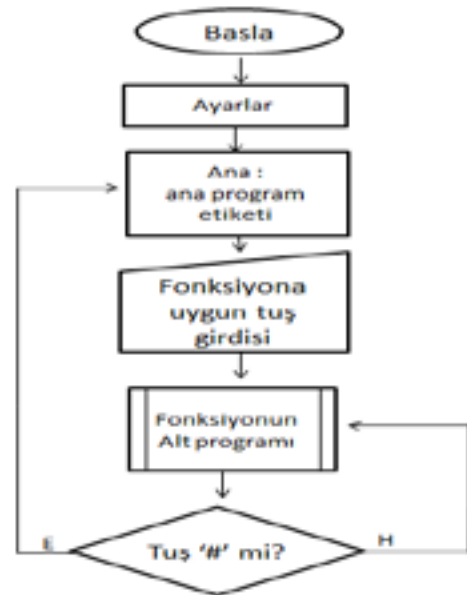 Basla
Ayarlar
Ana :
ana program
etiketi
Fonksiyona
uygun tuş
girdisi
Fonksiyonun
Alt programı
E
Tuş '#' mi?
H